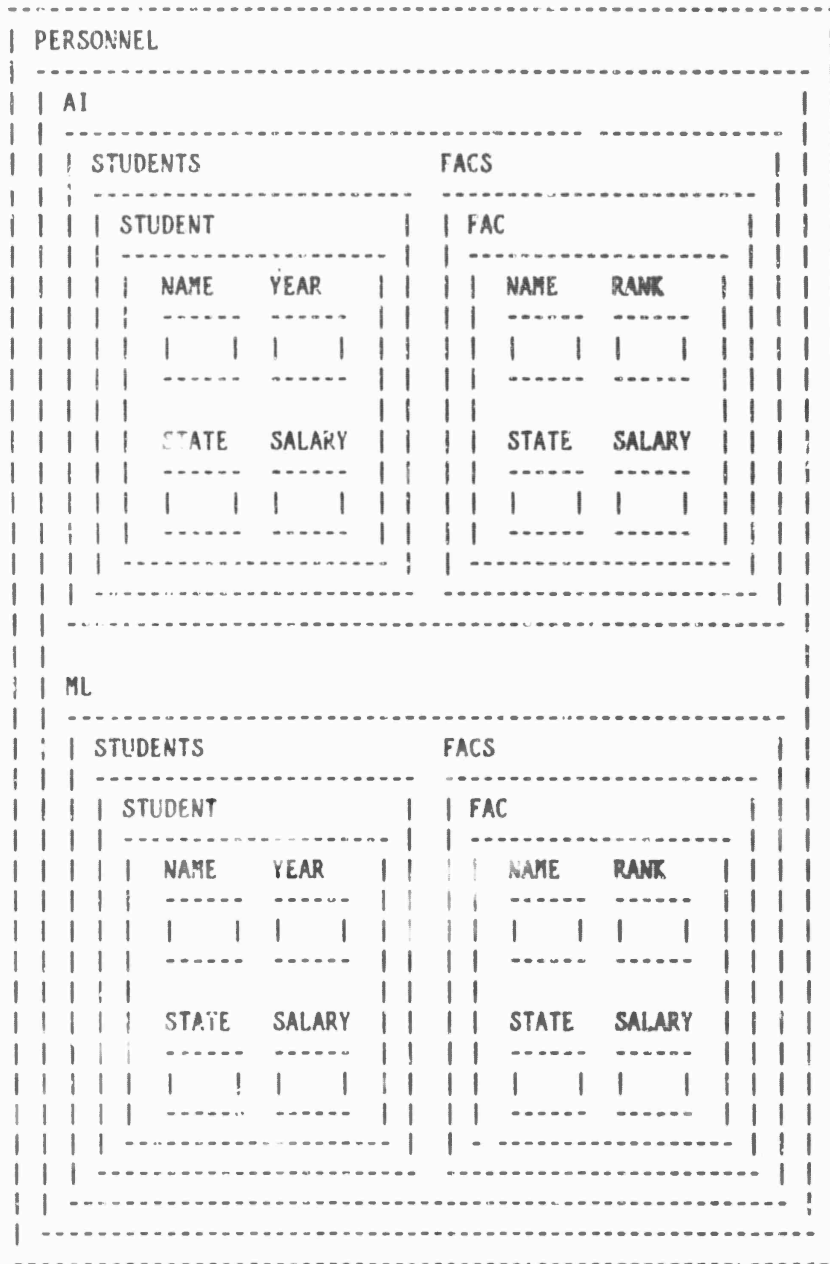 PERSONNEL
AI
STUDENTS FACS
STUDENT FAC
NAME YEAR NAME RANK
STATE SALARY STATE SALARY
ML
STUDENTS FACS
STUDENT FAC
NAME YEAR NAME RANK
STATE SALARY STATE SALARY